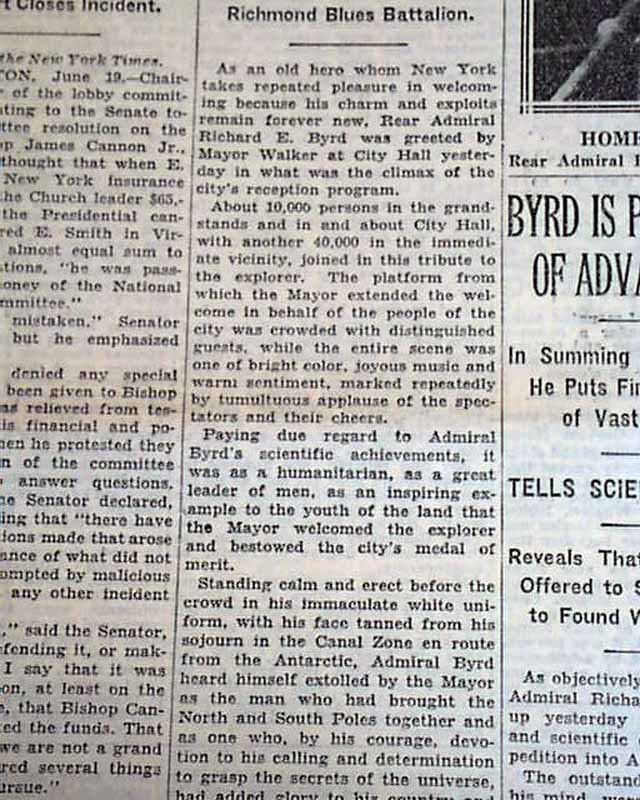 rt Closes Incident.
the New York Times.
TON, June 19.—Chair-
of the lobby commit-
ating to the Senate to-
ttee resolution on the
op James Cannon Jr.,
thought that when E.
New York insurance
he Church leader $65,-
the Presidential can-
red E. Smith in Vir-
almost equal sum to
tions, "he was pass-
oney of the National
mmittee."
mistaken," Senator
but he emphasized
denied any special
been given to Bishop
as relieved from tes-
is financial and po-
hen he protested they
n of the committee
answer questions.
he Senator declared,
ing that "there have
tions made that arose
ance of what did not
ompted by malicious
any other incident
," said the Senator,
fending it, or mak-
I say that it was
on, at least on the
e, that Bishop Can-
ted the funds. That
we are not a grand
red several things
ursue."
Richmond Blues Battalion.
As an old hero whom New York
takes repeated pleasure in welcom-
ing because his charm and exploits
remain forever new, Rear Admiral
Richard E. Byrd was greeted by
Mayor Walker at City Hall yester-
day in what was the climax of the
city's reception program.
About 10,000 persons in the grand-
stands and in and about City Hall,
with another 40,000 in the immedi-
ate vicinity, joined in this tribute to
the explorer. The platform from
which the Mayor extended the wel-
come in behalf of the people of the
city was crowded with distinguished
guests, while the entire scene was
one of bright color, joyous music and
warm sentiment, marked repeatedly
by tumultuous applause of the spec-
tators and their cheers.
Paying due regard to Admiral
Byrd's scientific achievements, it
was as a humanitarian, as a great
leader of men, as an inspiring ex-
ample to the youth of the land that
the Mayor welcomed the explorer
and bestowed the city's medal of
merit.
Standing calm and erect before the
crowd in his immaculate white uni-
form, with his face tanned from his
sojourn in the Canal Zone en route
from the Antarctic, Admiral Byrd
heard himself extolled by the Mayor
as the man who had brought the
North and South Poles together and
as one who, by his courage, devo-
tion to his calling and determination
to grasp the secrets of the universe,
had added glory to his country
HOME
Rear Admiral
BYRD IS P
OF ADVA
In Summing
He Puts Fir
of Vast
TELLS SCIE
Reveals That
Offered to S
to Found W
As objectively
Admiral Richa
up yesterday
and scientific
pedition into A
The outstand
his mind,